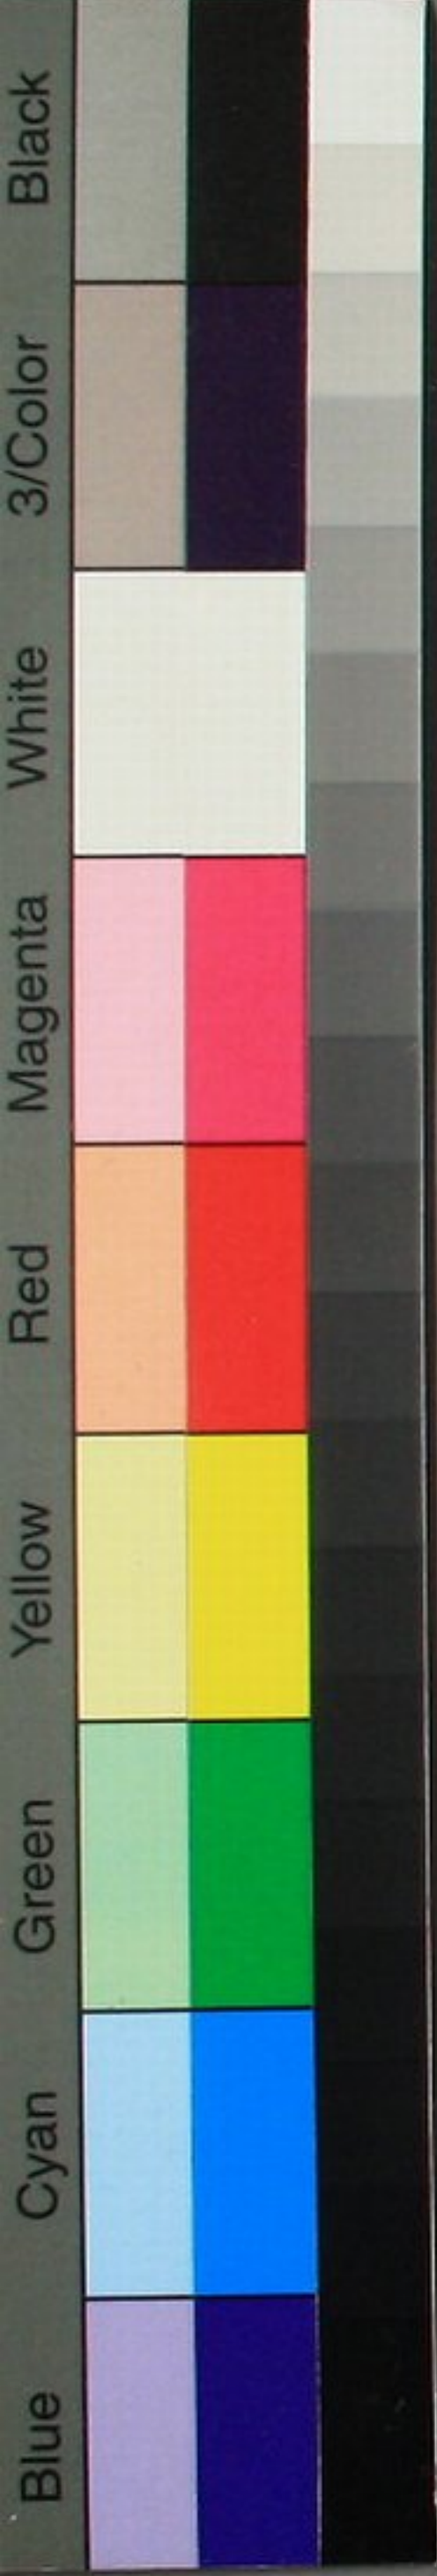 Blue
Cyan
Green
Yellow
Red
Magenta
White
3/Color
Black